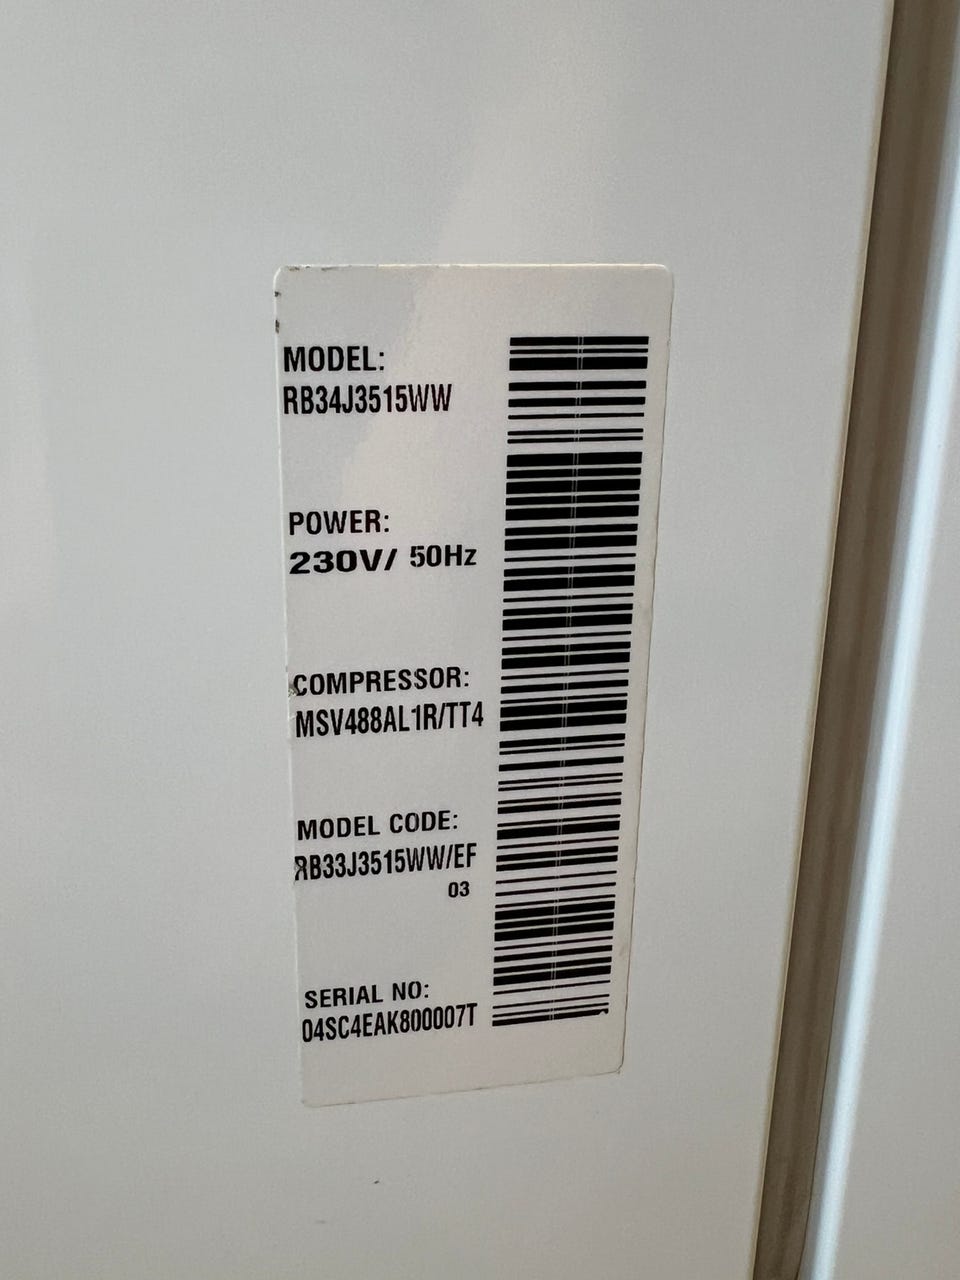 MODEL:
RB34J3515WW
POWER:
230V/ 50Hz
COMPRESSOR:
MSV488AL1R/TT4
MODEL CODE:
RB33J3515WW/EF
03
SERIAL NO:
04SC4EAK800007T